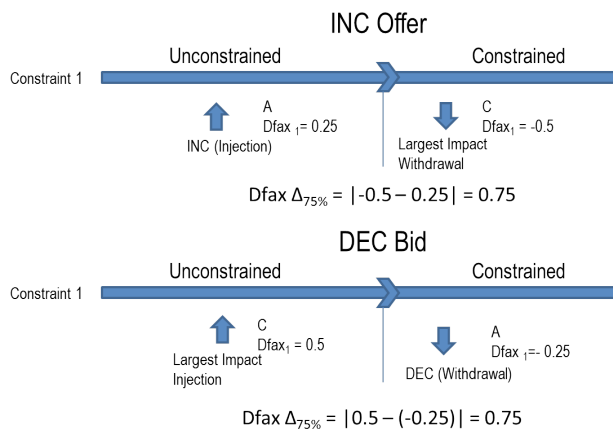 INC Offer
Unconstrained Constrained
Constraint 1
A C
Dfax 1 = 0.25 Dfax1 = -0.5
INC (Injection) Largest Impact
Withdrawal
Dfax Δ75% = |-0.5 – 0.25| = 0.75
DEC Bid
Unconstrained Constrained
Constraint 1
C A
Dfax1 = 0.5 Dfax 1 =- 0.25
Largest Impact
Injection DEC (Withdrawal)
Dfax Δ75% = |0.5 – (-0.25)| = 0.75